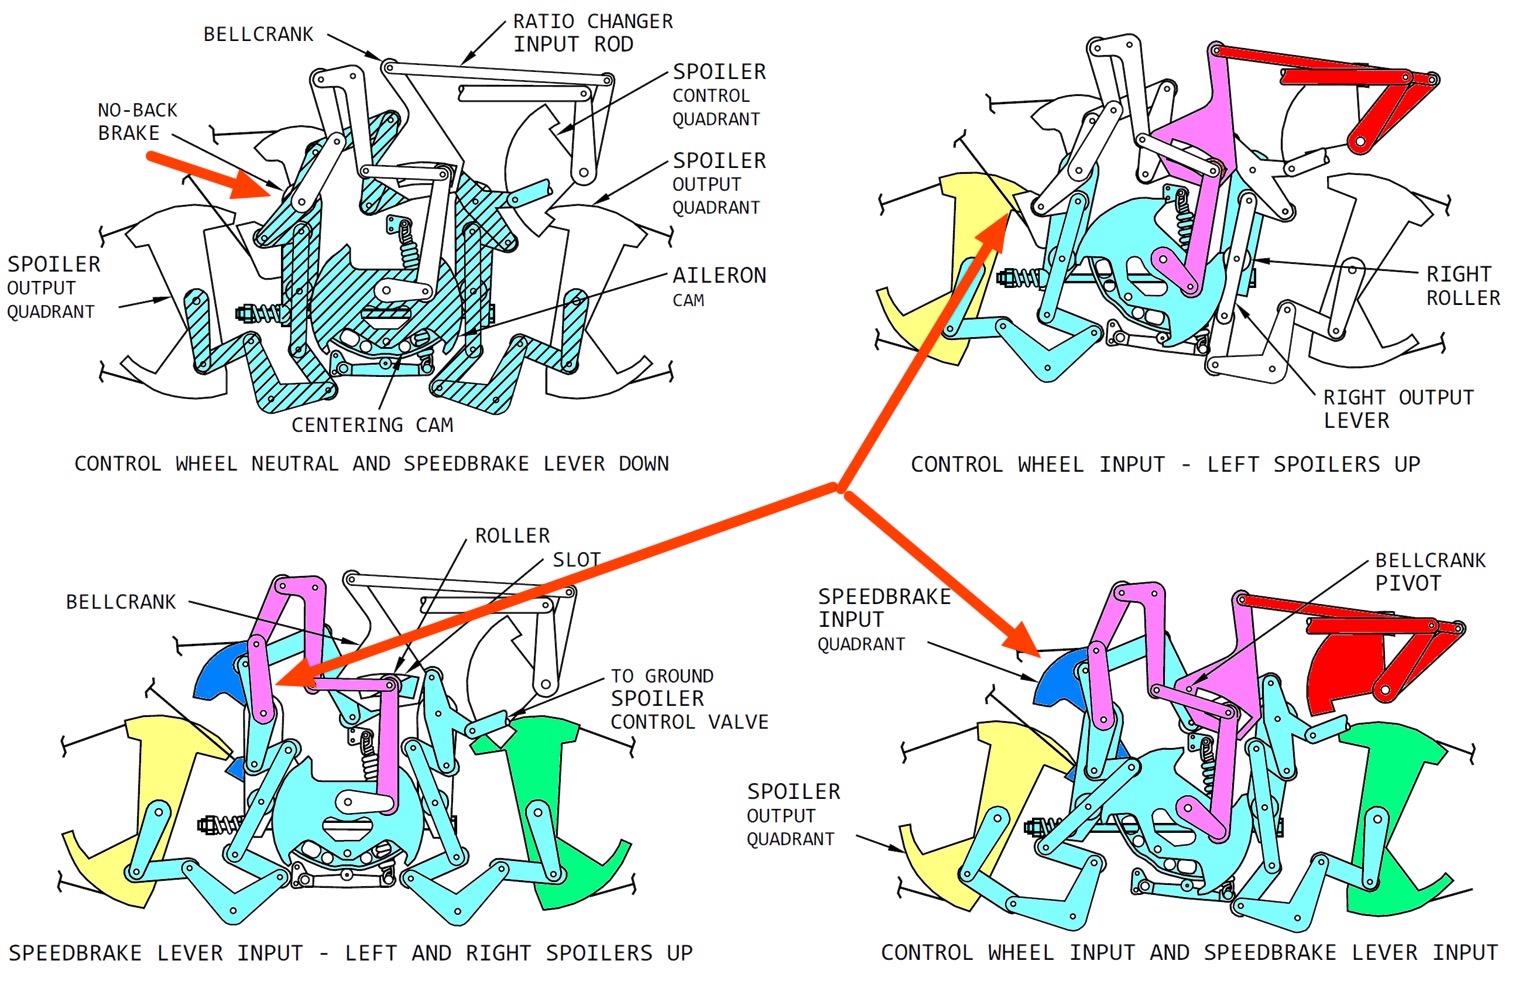 BELLCRANK
RATIO CHANGER
INPUT ROD
SPOILER
CONTROL
QUADRANT
NO-BACK
BRAKE
SPOILER
OUTPUT
QUADRANT
SPOILER
OUTPUT
QUADRANT
AILERON
CAM
CENTERING CAM
CONTROL WHEEL NEUTRAL AND SPEEDBRAKE LEVER DOWN
RIGHT
ROLLER
RIGHT OUTPUT
LEVER
CONTROL WHEEL INPUT - LEFT SPOILERS UP
ROLLER
SLOT
BELLCRANK
TO GROUND
SPOILER
CONTROL VALVE
SPEEDBRAKE LEVER INPUT - LEFT AND RIGHT SPOILERS UP
BELLCRANK
PIVOT
SPEEDBRAKE
INPUT
QUADRANT
SPOILER
OUTPUT
QUADRANT
CONTROL WHEEL INPUT AND SPEEDBRAKE LEVER INPUT